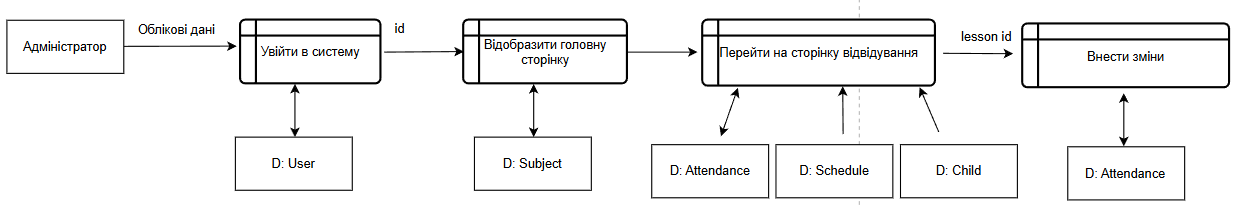 Адміністратор
Облікові дані
Увійти в систему
id
Відобразити головну
сторінку
Перейти на сторінку відвідування
lesson id
Внести зміни
D: User
D: Subject
D: Attendance
D: Schedule
D: Child
D: Attendance